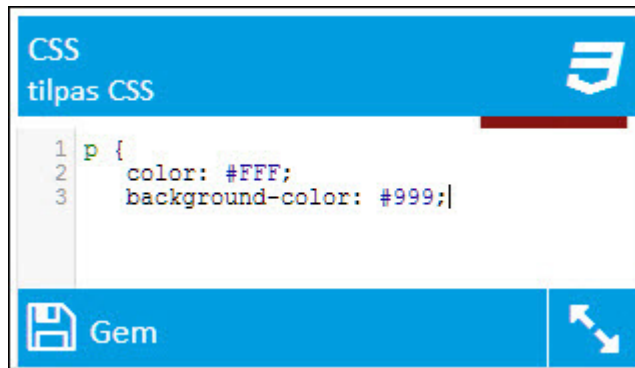 CSS
tilpas CSS
1 p {
2 color: #FFF;
3 background-color: #999;
Gem